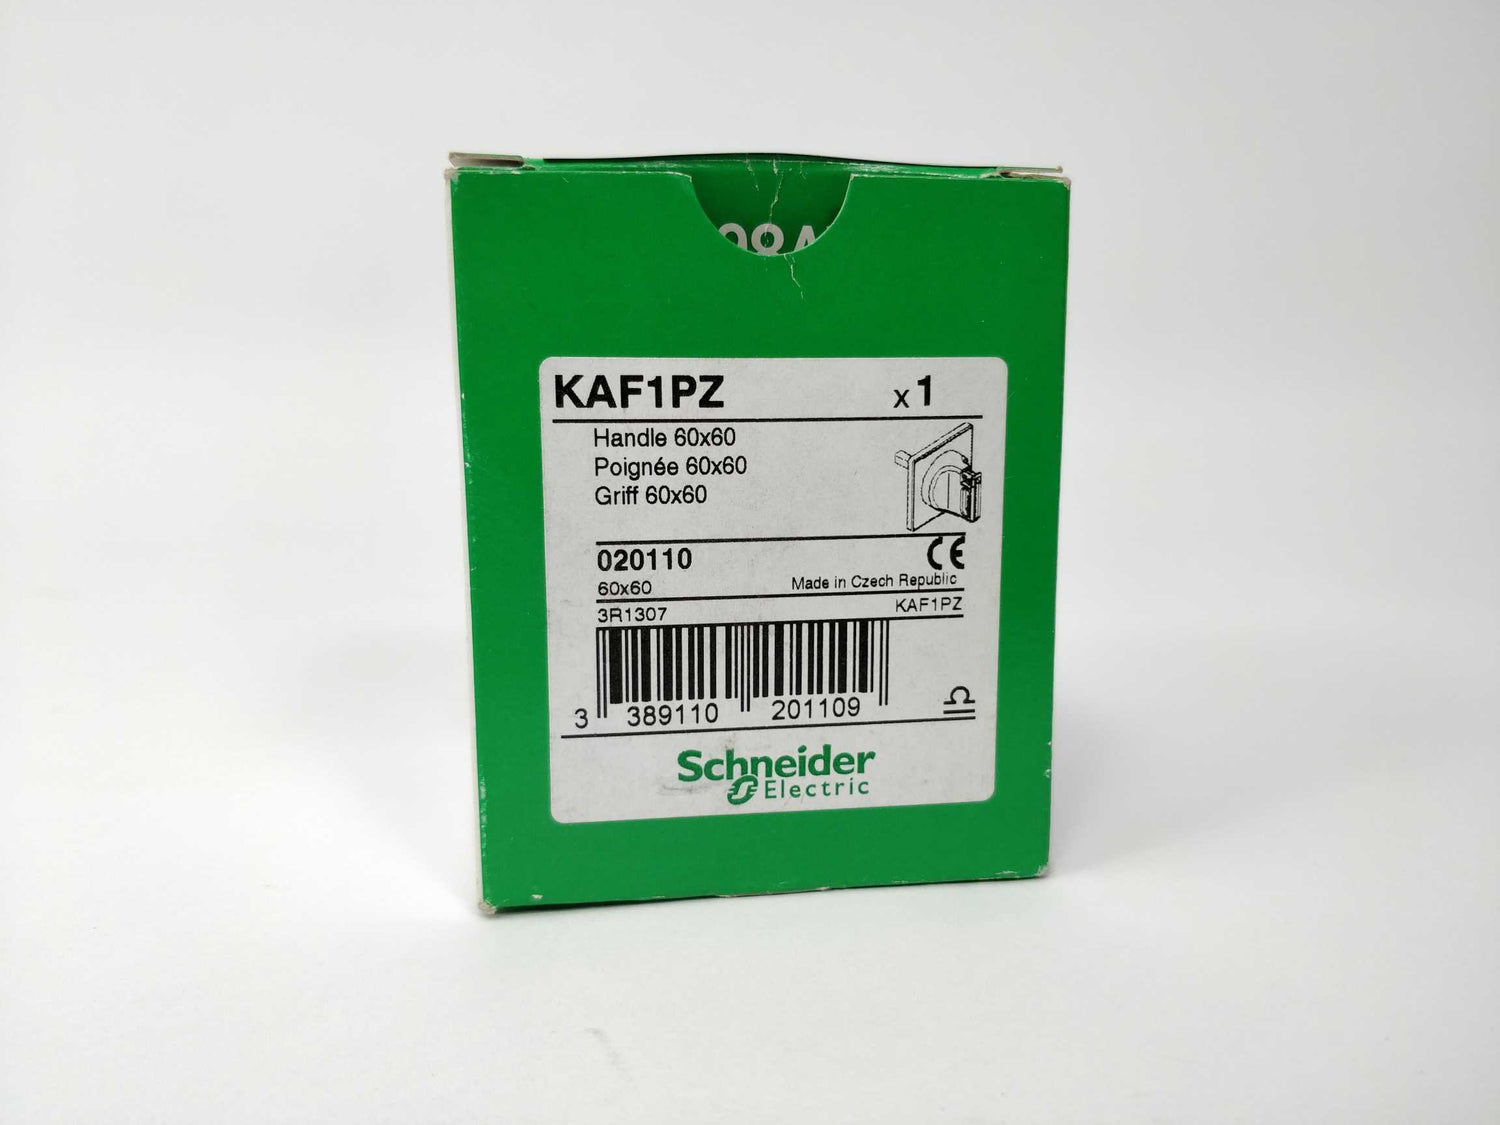 KAF1PZ x 1
Handle 60x60
Poignée 60x60
Griff 60x60
020110 CE
60x60 Made in Czech Republic
3R1307 KAF1PZ
3 389110 201109
Schneider
Electric